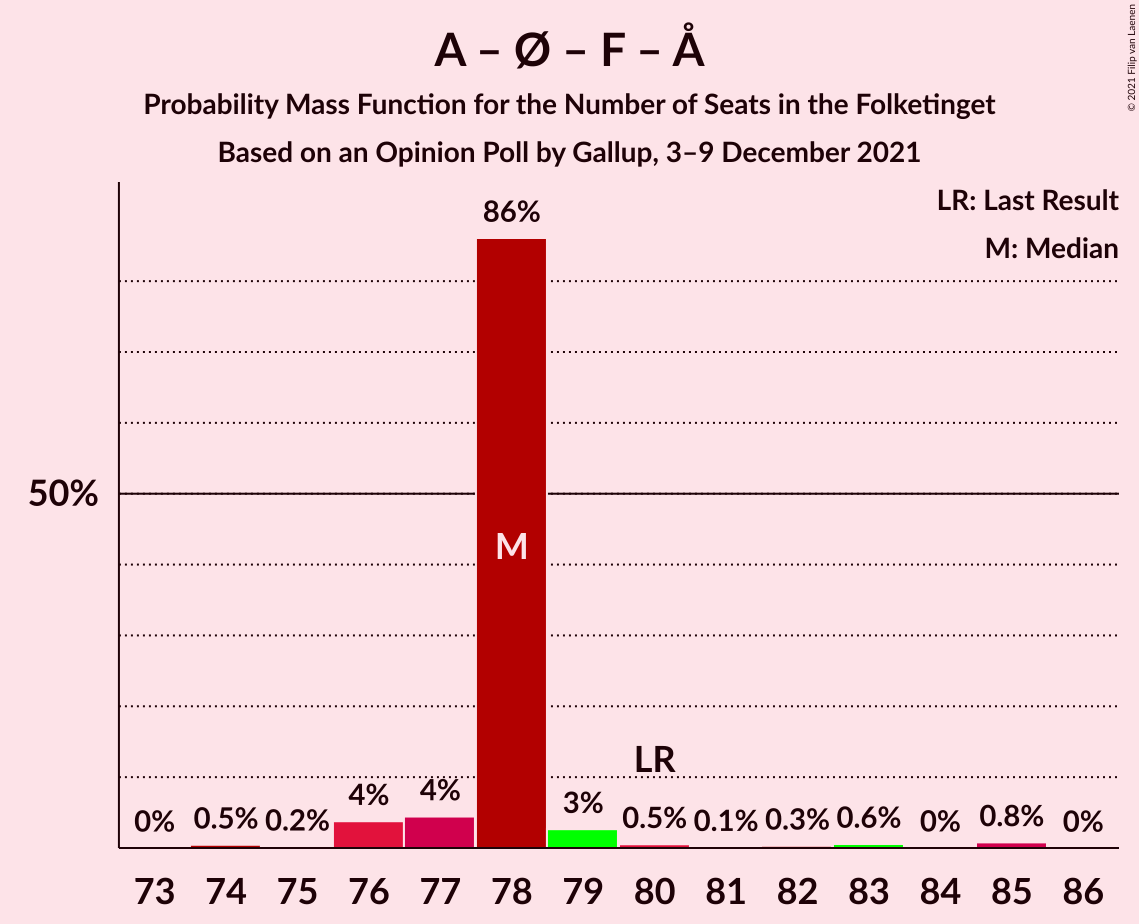 A – Ø – F – Å
Probability Mass Function for the Number of Seats in the Folketinget
Based on an Opinion Poll by Gallup, 3–9 December 2021
© 2021 Filip van Laenen
LR: Last Result
M: Median
86%
50%
M
LR
0% 0.5% 0.2% 4% 4% 3% 0.5% 0.1% 0.3% 0.6% 0% 0.8% 0%
73 74 75 76 77 78 79 80 81 82 83 84 85 86